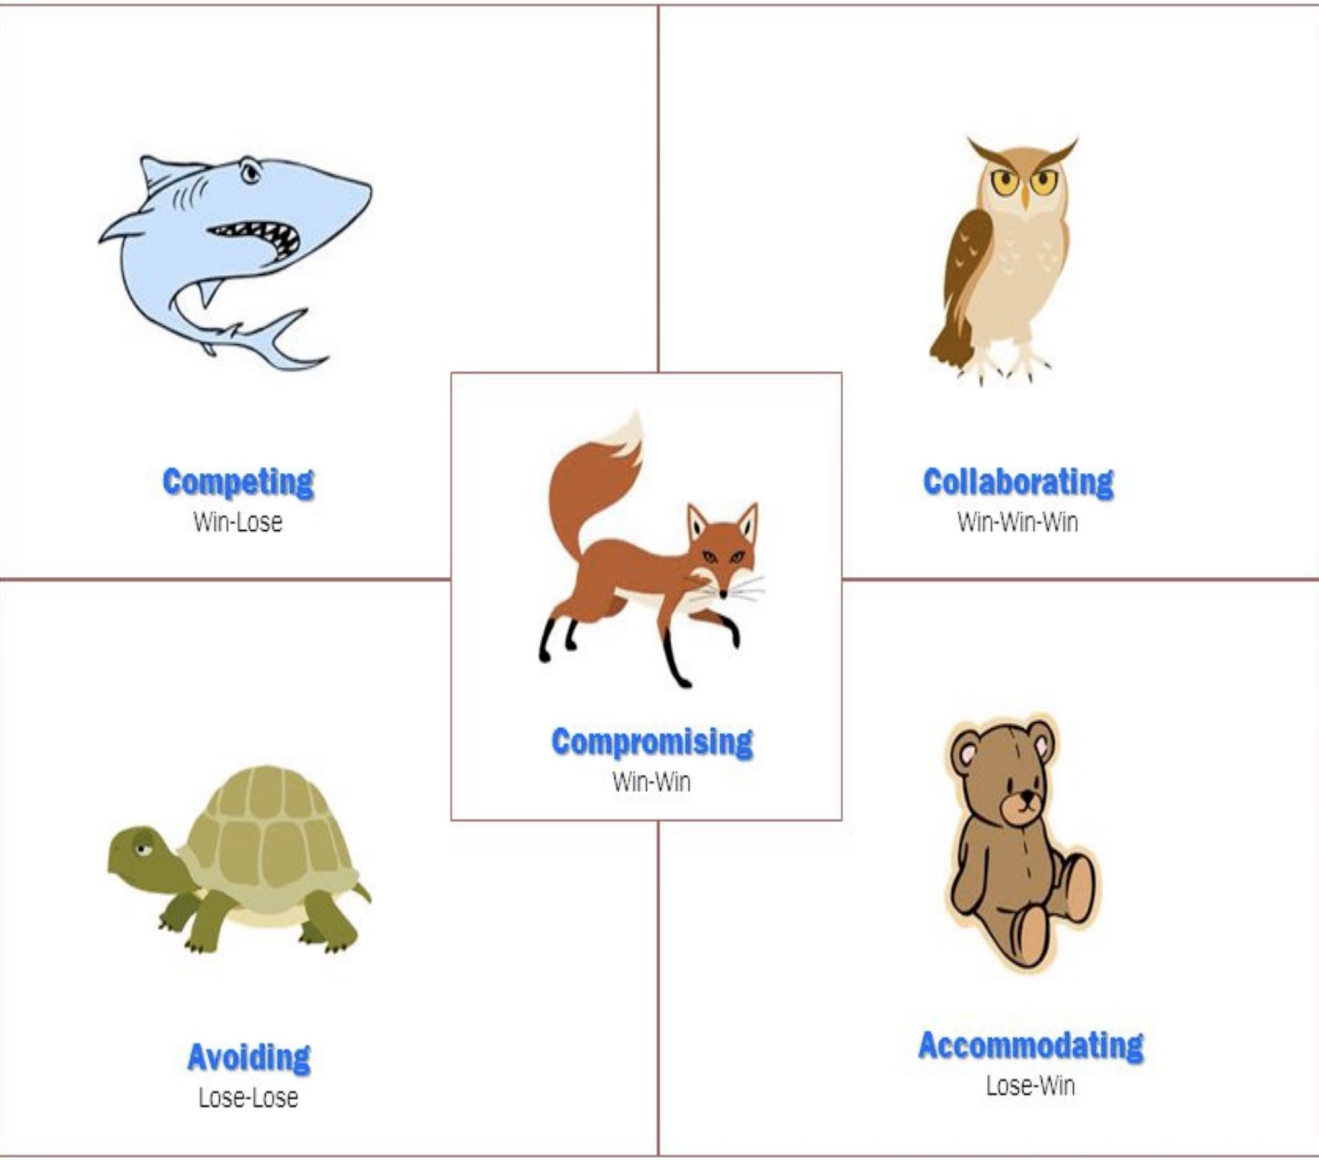 Competing
Win-Lose
Collaborating
Win-Win-Win
Compromising
Win-Win
Avoiding
Lose-Lose
Accommodating
Lose-Win